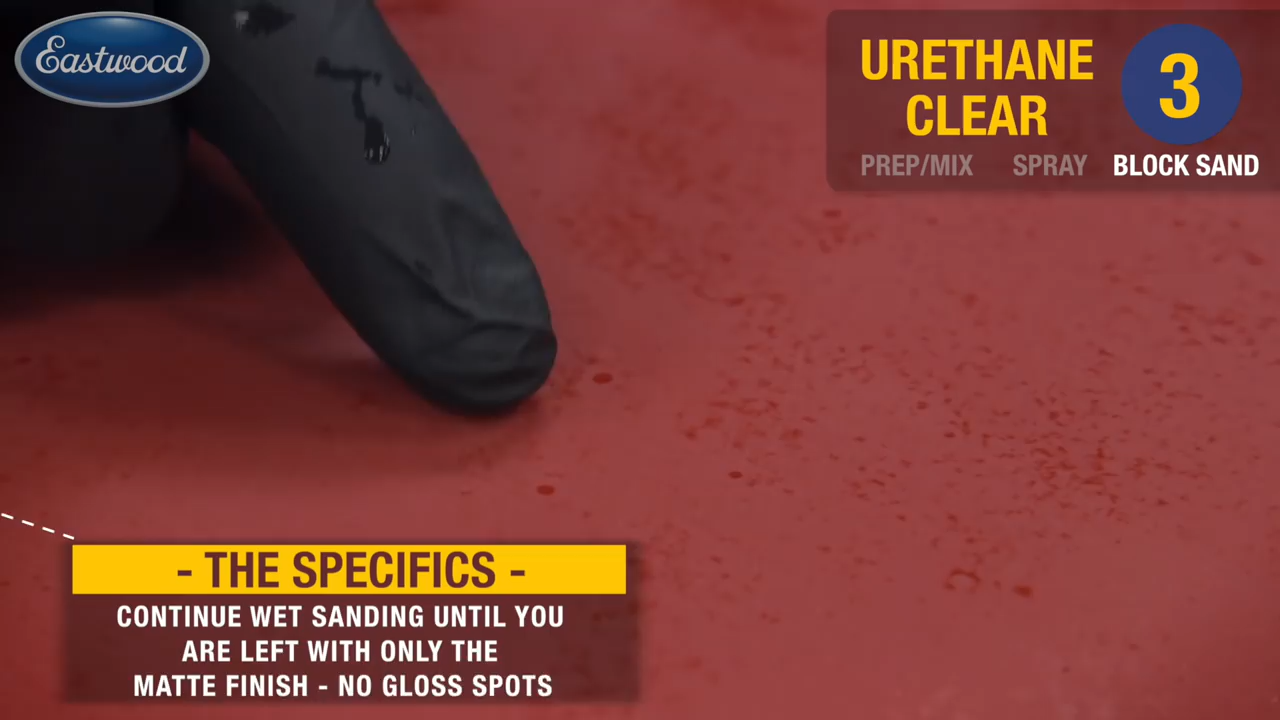 Eastwood
URETHANE
CLEAR
3
PREP/MIX SPRAY BLOCK SAND
- THE SPECIFICS -
CONTINUE WET SANDING UNTIL YOU
ARE LEFT WITH ONLY THE
MATTE FINISH - NO GLOSS SPOTS